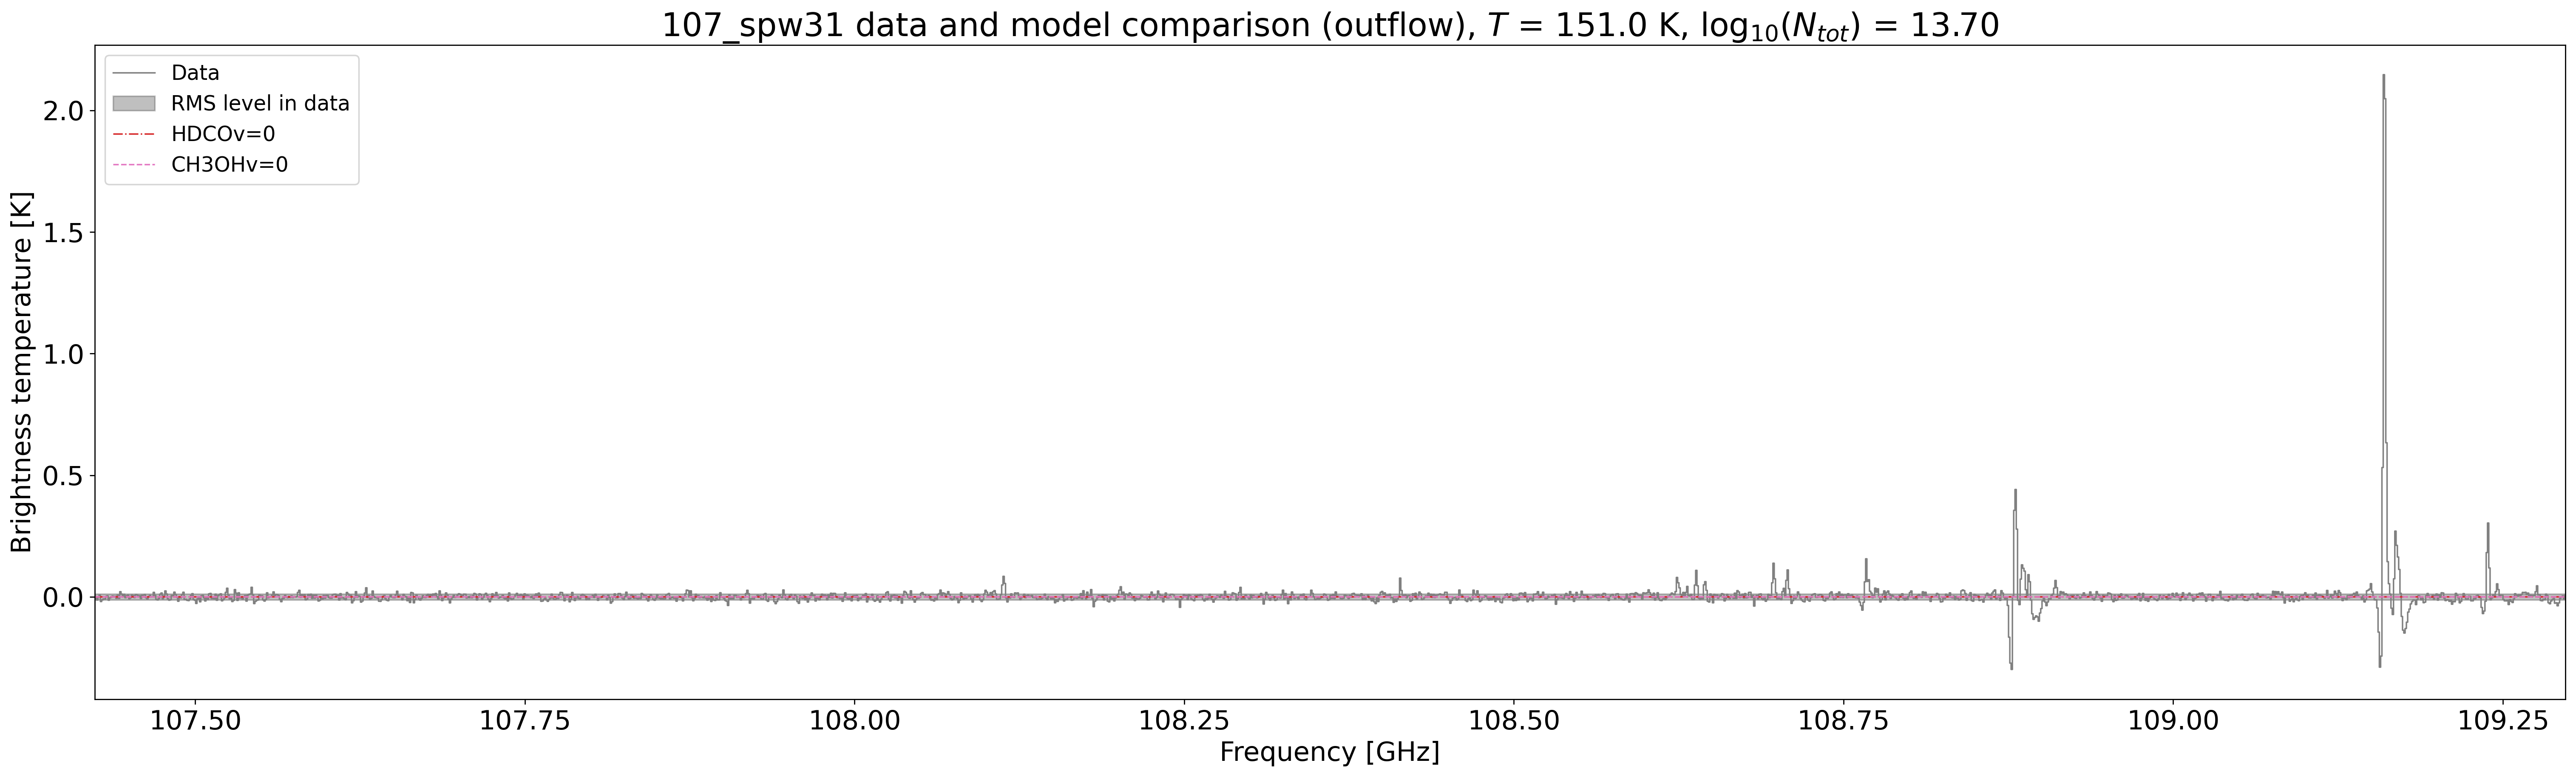 107_spw31 data and model comparison (outflow), T = 151.0 K, log₁₀(Nₜₒₜ) = 13.70
Data
RMS level in data
HDCOv=0
CH3OHv=0
Brightness temperature [K]
2.0
1.5
1.0
0.5
0.0
107.50 107.75 108.00 108.25 108.50 108.75 109.00 109.25
Frequency [GHz]